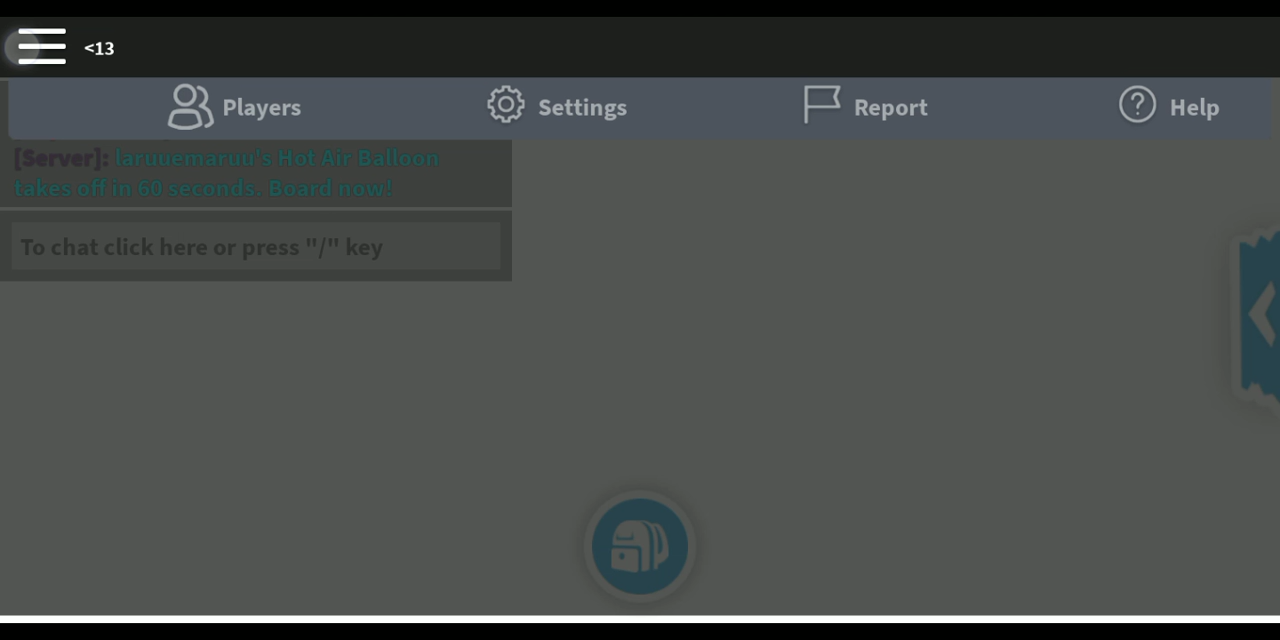 <13
Players Settings Report Help
[Server]: laruuemaruu's Hot Air Balloon
takes off in 60 seconds. Board now!
To chat click here or press "/" key